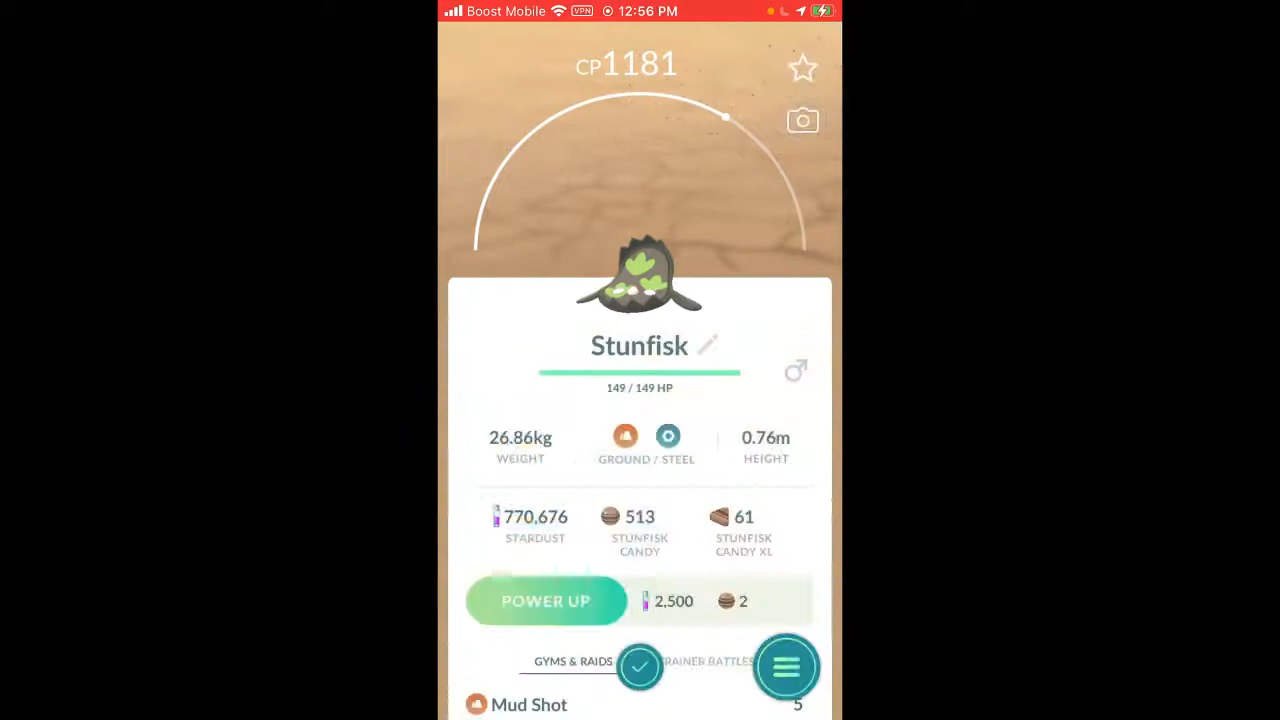 Boost Mobile VPN 12:56 PM
CP1181
Stunfisk
149 / 149 HP
26.86kg
WEIGHT
GROUND / STEEL
0.76m
HEIGHT
770,676
STARDUST
513
STUNFISK
CANDY
61
STUNFISK
CANDY XL
POWER UP 2,500 2
GYMS & RAIDS TRAINER BATTLES
Mud Shot 5